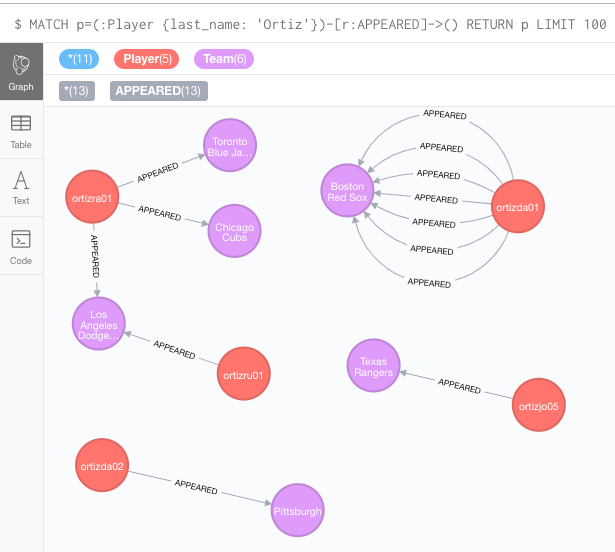 $ MATCH p=(:Player {last_name: 'Ortiz'})-[r:APPEARED]->() RETURN p LIMIT 100
Graph
Table
Text
Code
*(11) Player(5) Team(6)
*(13) APPEARED(13)
ortizra01
APPEARED
Toronto
Blue Ja...
APPEARED
Chicago
Cubs
APPEARED
Los
Angeles
Dodge...
APPEARED
ortizru01
Boston
Red Sox
APPEARED
APPEARED
APPEARED
APPEARED
APPEARED
APPEARED
APPEARED
ortizda01
Texas
Rangers
APPEARED
ortizjo05
ortizda02
APPEARED
Pittsburgh